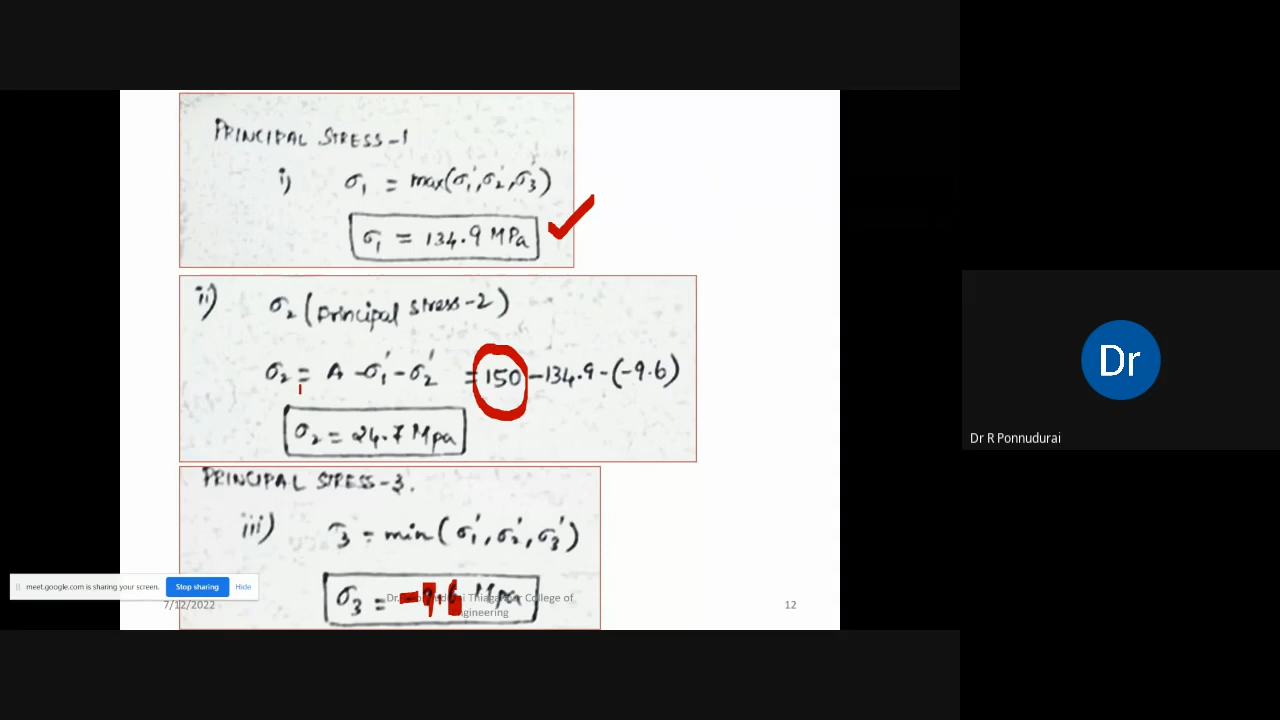 PRINCIPAL STRESS-1
i) σ₁ = max(σ₁', σ₂', σ₃')
σ₁ = 134.9 MPa
ii) σ₂ (principal stress-2)
σ₂ = A - σ₁' - σ₂' = 150 - 134.9 - (-9.6)
σ₂ = 24.7 Mpa
PRINCIPAL STRESS-3.
iii) σ₃ = min(σ₁', σ₂', σ₃')
σ₃ = -9.6 Mpa
meet.google.com is sharing your screen. Stop sharing Hide
7/12/2022
College of
Engineering
12
Dr
Dr R Ponnudurai